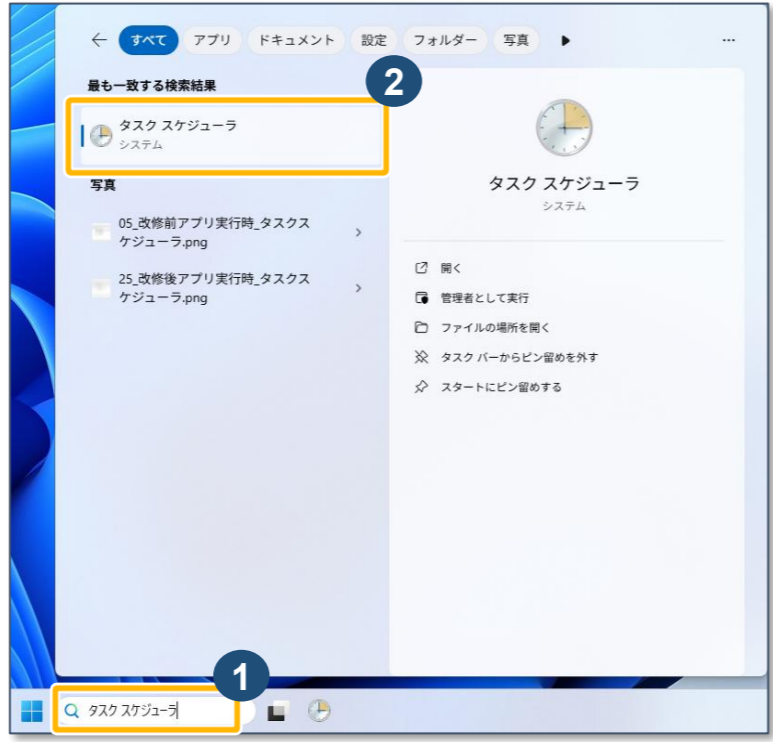 すべて アプリ ドキュメント 設定 フォルダー 写真 ...
最も一致する検索結果
2
タスク スケジューラ
システム
写真
05_改修前アプリ実行時_タスクス
ケジューラ.png
25_改修後アプリ実行時_タスクス
ケジューラ.png
タスク スケジューラ
システム
開く
管理者として実行
ファイルの場所を開く
タスク バーからピン留めを外す
スタートにピン留めする
1
タスク スケジューラ